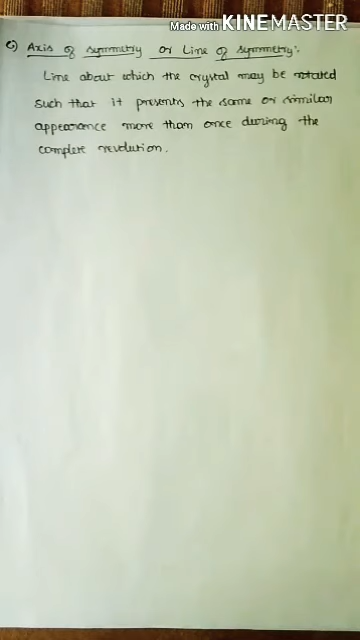 Made with KINEMASTER
c) Axis of symmetry or Line of symmetry:
Line about which the crystal may be rotated
such that it presents the same or similar
appearance more than once during the
complete revolution.